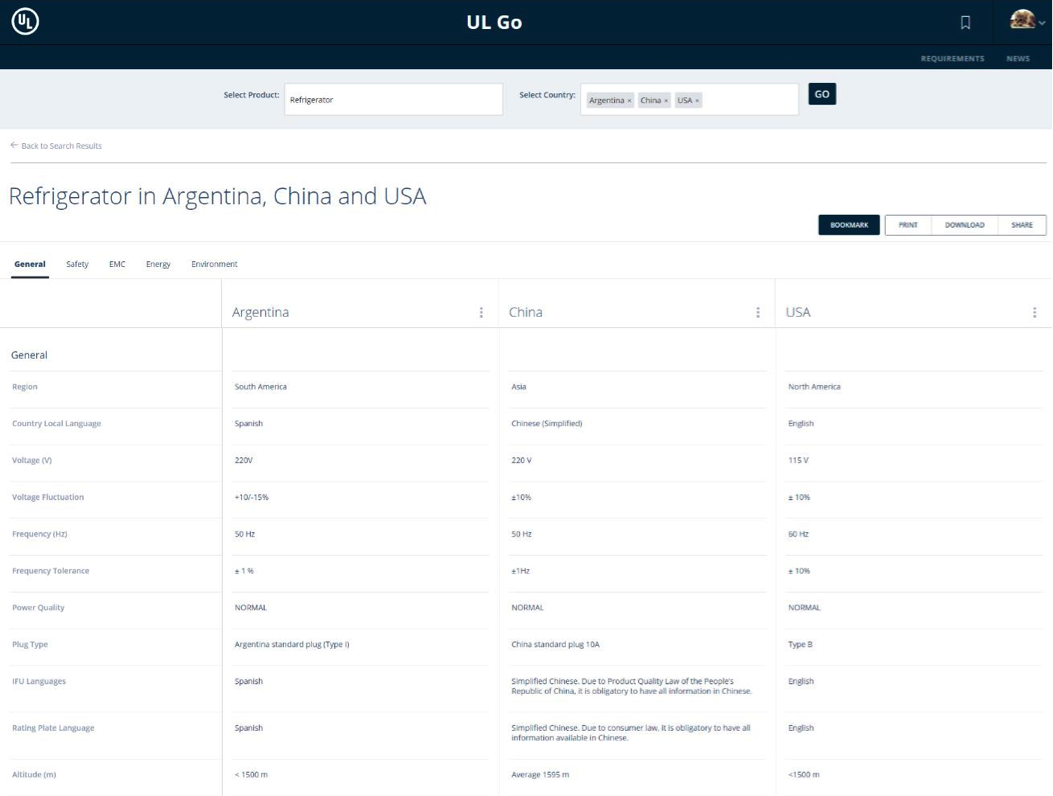 UL
UL Go
REQUIREMENTS NEWS
Select Product: Refrigerator Select Country: Argentina × China × USA × GO
← Back to Search Results
Refrigerator in Argentina, China and USA
BOOKMARK PRINT DOWNLOAD SHARE
General Safety EMC Energy Environment
Argentina China USA
General
Region South America Asia North America
Country Local Language Spanish Chinese (Simplified) English
Voltage (V) 220V 220 V 115 V
Voltage Fluctuation +10/-15% ±10% ± 10%
Frequency (Hz) 50 Hz 50 Hz 60 Hz
Frequency Tolerance ± 1 % ±1Hz ± 10%
Power Quality NORMAL NORMAL NORMAL
Plug Type Argentina standard plug (Type I) China standard plug 10A Type B
IFU Languages Spanish Simplified Chinese. Due to Product Quality Law of the People's English
Republic of China, it is obligatory to have all information in Chinese.
Rating Plate Language Spanish Simplified Chinese. Due to consumer law, it is obligatory to have all English
information available in Chinese.
Altitude (m) < 1500 m Average 1595 m <1500 m